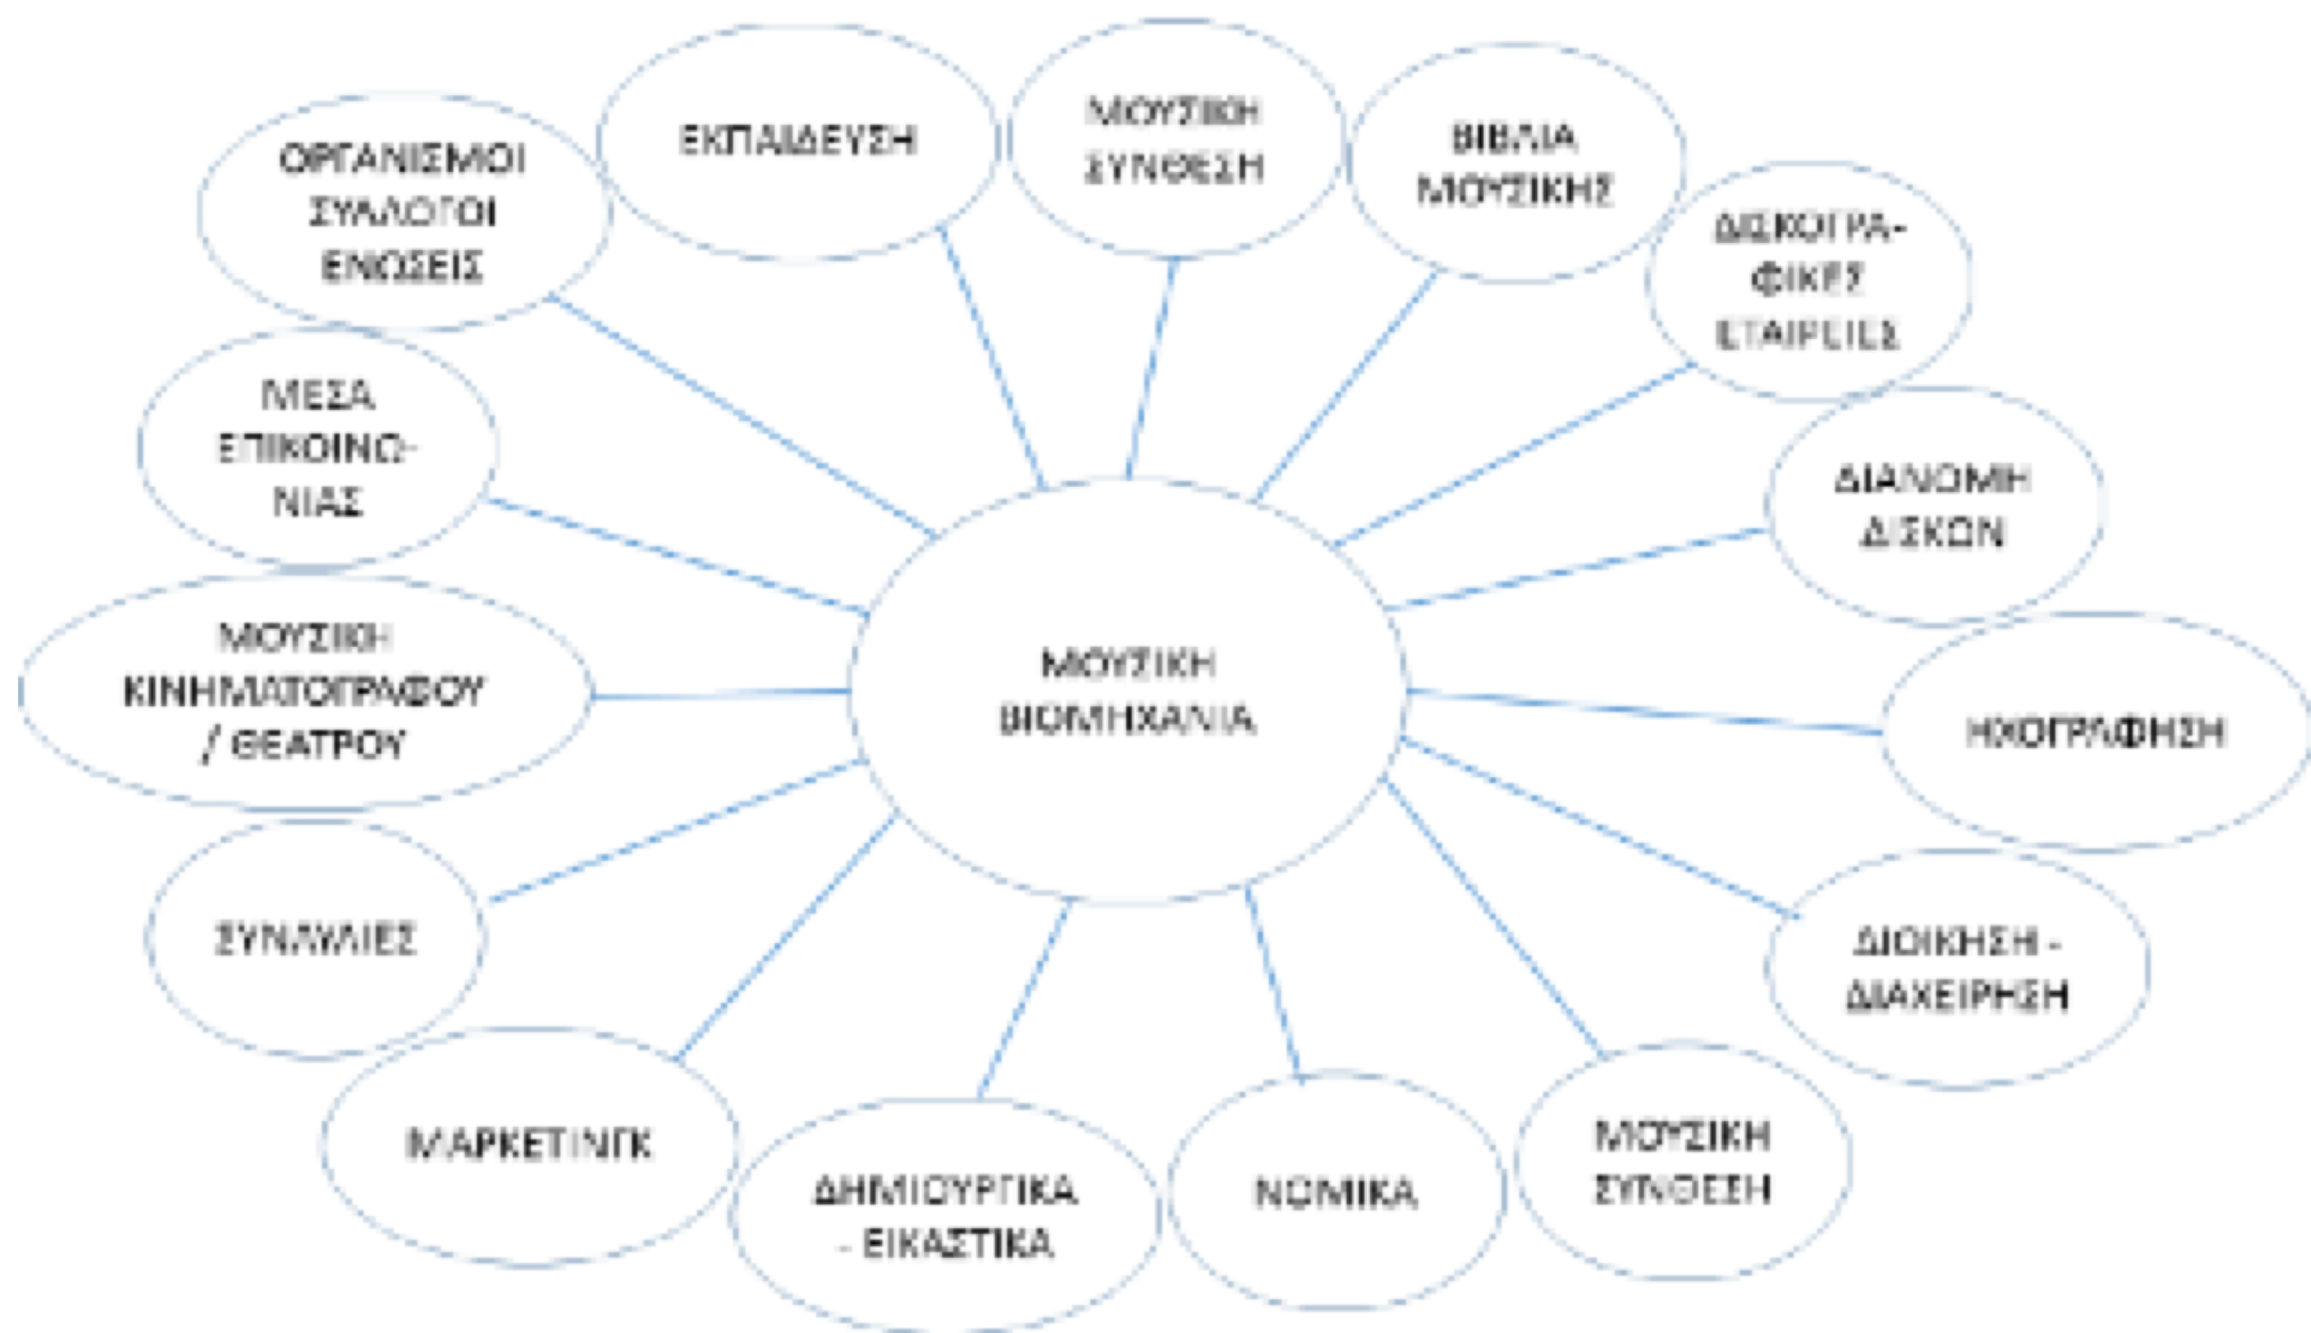 ΜΟΥΣΙΚΗ
ΣΥΝΘΕΣΗ
ΒΙΒΛΙΑ
ΜΟΥΣΙΚΗΣ
ΔΙΣΚΟΓΡΑ-
ΦΙΚΕΣ
ΕΤΑΙΡΕΙΕΣ
ΔΙΑΝΟΜΗ
ΔΙΣΚΩΝ
ΗΧΟΓΡΑΦΗΣΗ
ΔΙΟΙΚΗΣΗ -
ΔΙΑΧΕΙΡΗΣΗ
ΜΟΥΣΙΚΗ
ΣΥΝΘΕΣΗ
ΝΟΜΙΚΑ
ΔΗΜΙΟΥΡΓΙΚΑ
- ΕΙΚΑΣΤΙΚΑ
ΜΑΡΚΕΤΙΝΓΚ
ΣΥΝΑΥΛΙΕΣ
ΜΟΥΣΙΚΗ
ΚΙΝΗΜΑΤΟΓΡΑΦΟΥ
/ ΘΕΑΤΡΟΥ
ΜΕΣΑ
ΕΠΙΚΟΙΝΩ-
ΝΙΑΣ
ΟΡΓΑΝΙΣΜΟΙ
ΣΥΛΛΟΓΟΙ
ΕΝΩΣΕΙΣ
ΕΚΠΑΙΔΕΥΣΗ
ΜΟΥΣΙΚΗ
ΒΙΟΜΗΧΑΝΙΑ